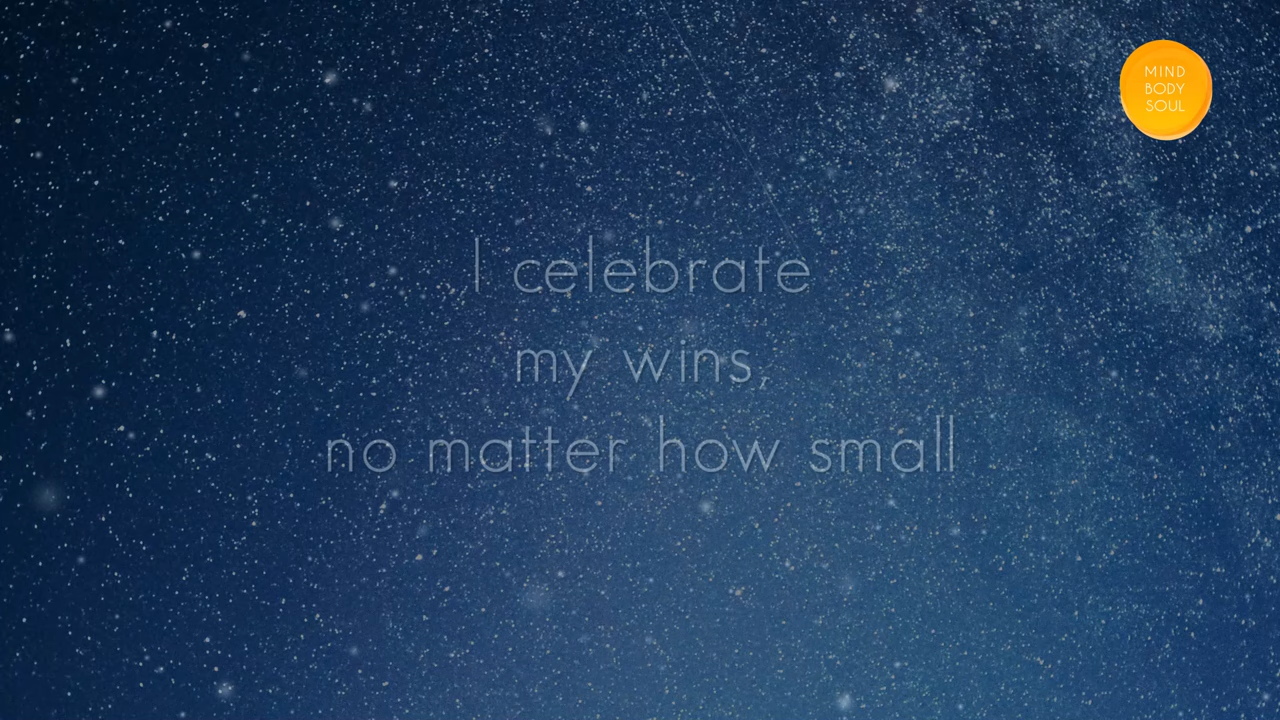 MIND
BODY
SOUL
I celebrate
my wins,
no matter how small